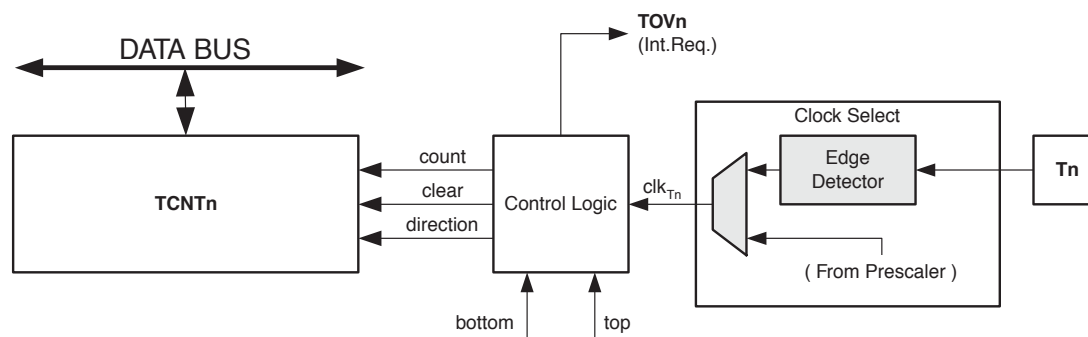 TOVn
(Int.Req.)
DATA BUS
Clock Select
count
Edge
Detector
Tn
TCNTn
clear
Control Logic
clkTn
direction
( From Prescaler )
bottom
top